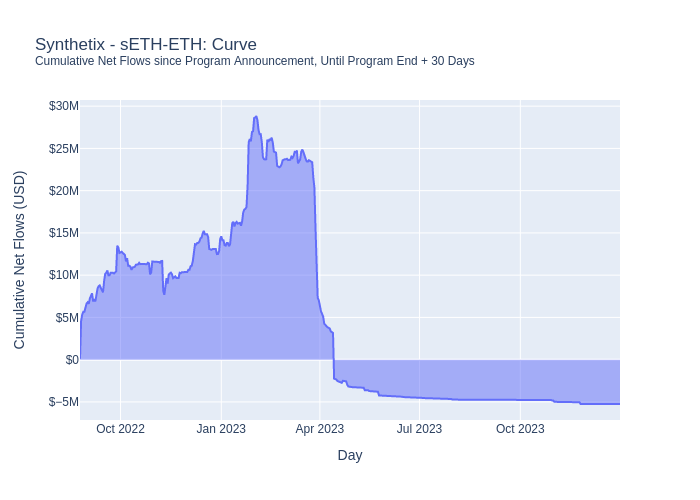 Synthetix - sETH-ETH: Curve
Cumulative Net Flows since Program Announcement, Until Program End + 30 Days
Cumulative Net Flows (USD)
$30M
$25M
$20M
$15M
$10M
$5M
$0
$−5M
Oct 2022
Jan 2023
Apr 2023
Jul 2023
Oct 2023
Day